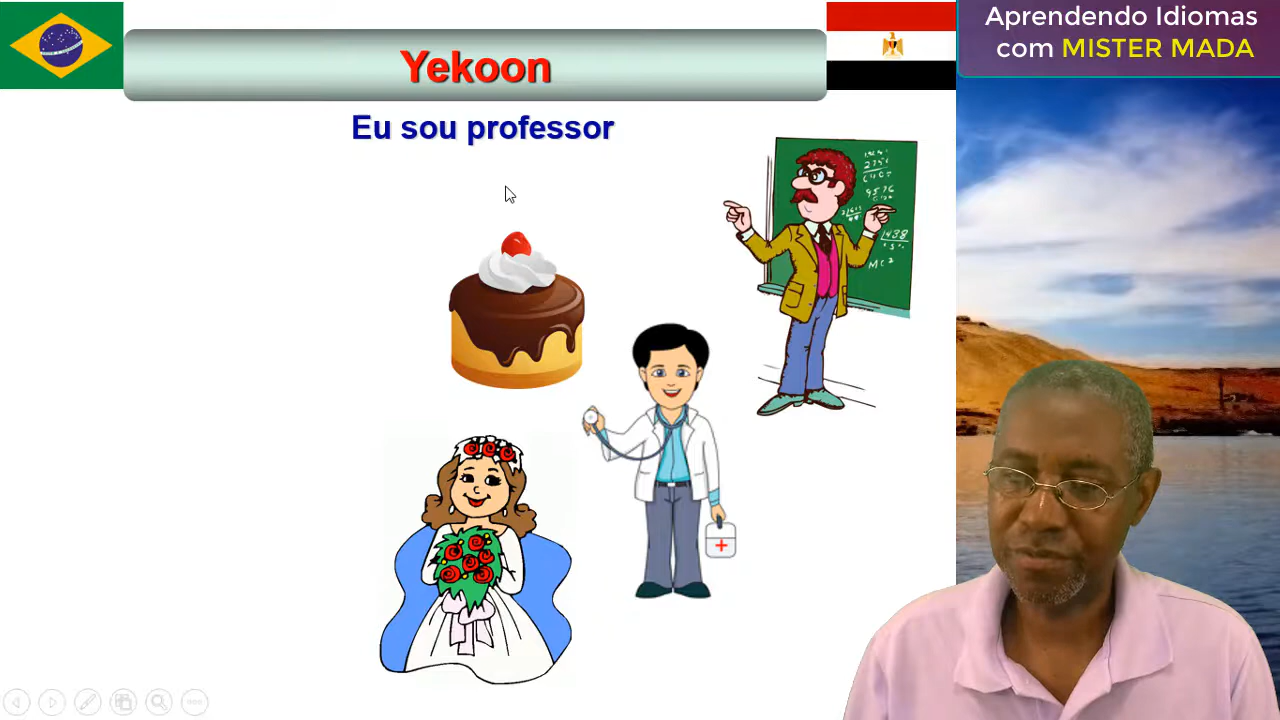 Yekoon
Eu sou professor
Aprendendo Idiomas
com MISTER MADA